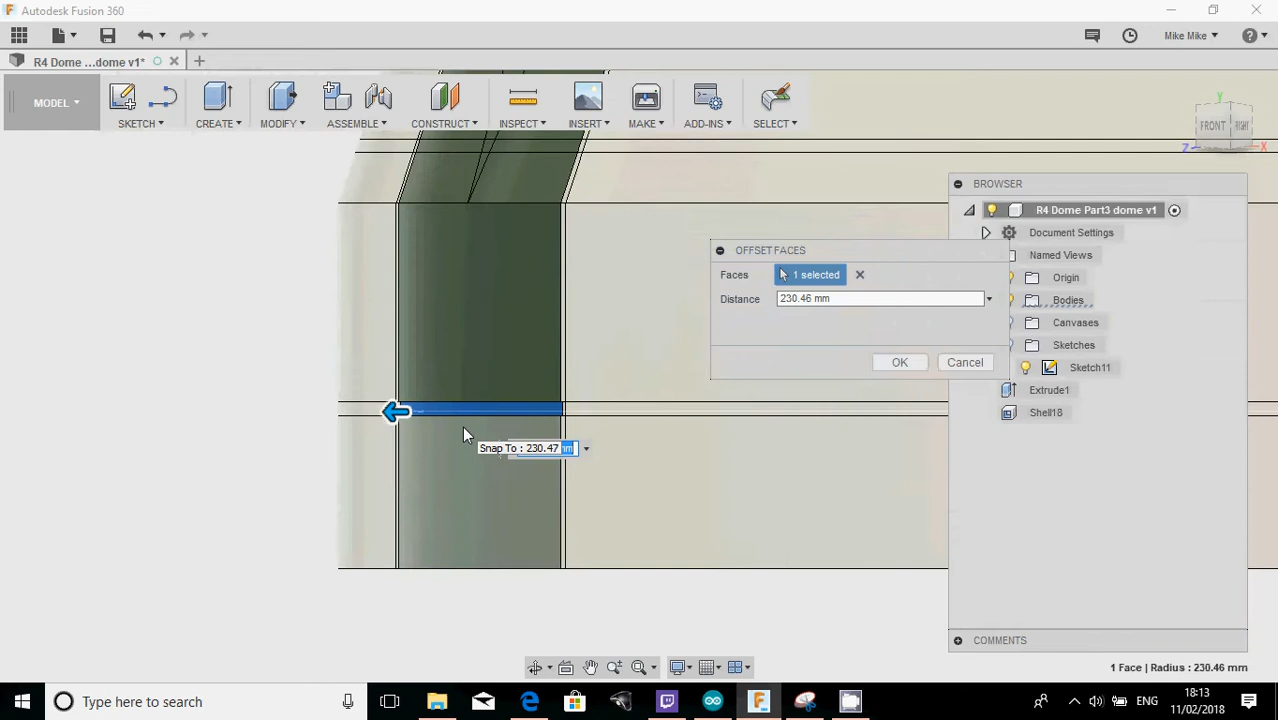 Autodesk Fusion 360
Mike Mike
R4 Dome ...dome v1*
MODEL
SKETCH
CREATE
MODIFY
ASSEMBLE
CONSTRUCT
INSPECT
INSERT
MAKE
ADD-INS
SELECT
FRONT
RIGHT
Y
Z
X
BROWSER
R4 Dome Part3 dome v1
Document Settings
Named Views
Origin
Bodies
Canvases
Sketches
Sketch11
Extrude1
Shell18
OFFSET FACES
Faces
1 selected
Distance
230.46 mm
OK
Cancel
Snap To : 230.47
COMMENTS
1 Face | Radius : 230.46 mm
Type here to search
ENG
18:13
11/02/2018